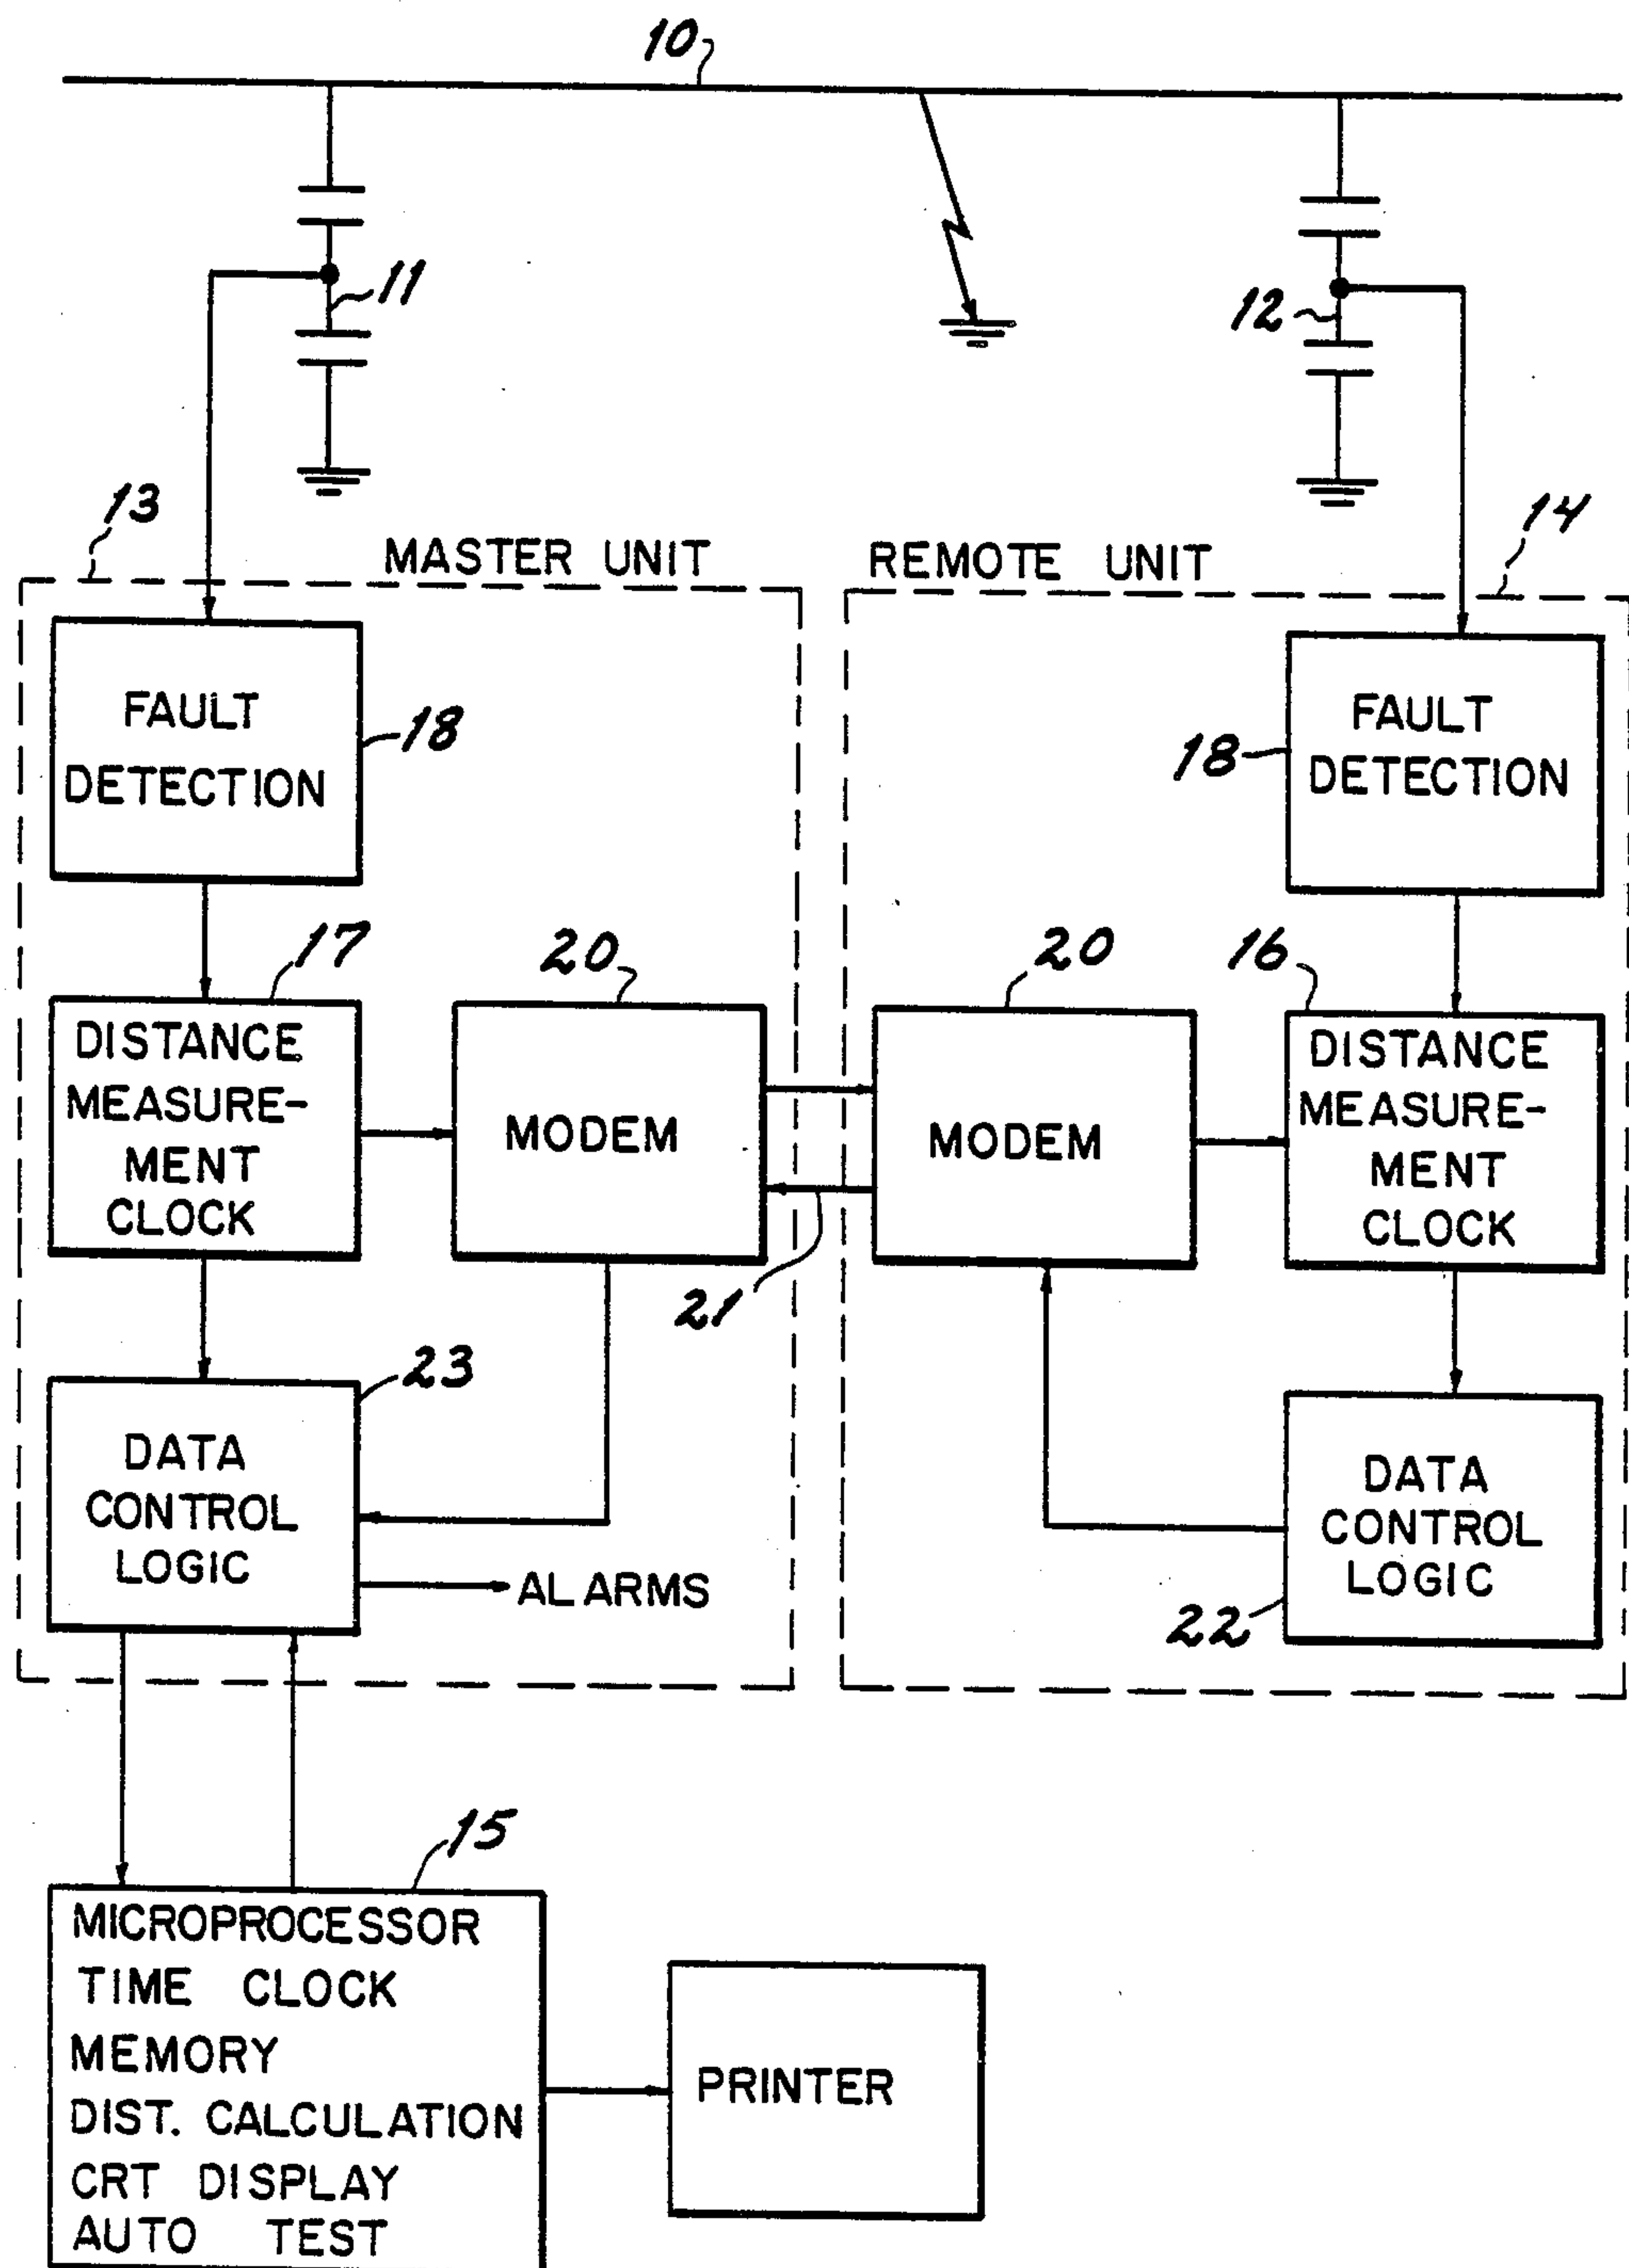 10
11
12
13
14
MASTER UNIT
REMOTE UNIT
FAULT
DETECTION
18
FAULT
DETECTION
18
17
20
20
16
DISTANCE
MEASURE-
MENT
CLOCK
MODEM
MODEM
DISTANCE
MEASURE-
MENT
CLOCK
21
23
DATA
CONTROL
LOGIC
ALARMS
DATA
CONTROL
LOGIC
22
15
MICROPROCESSOR
TIME CLOCK
MEMORY
DIST. CALCULATION
CRT DISPLAY
AUTO TEST
PRINTER